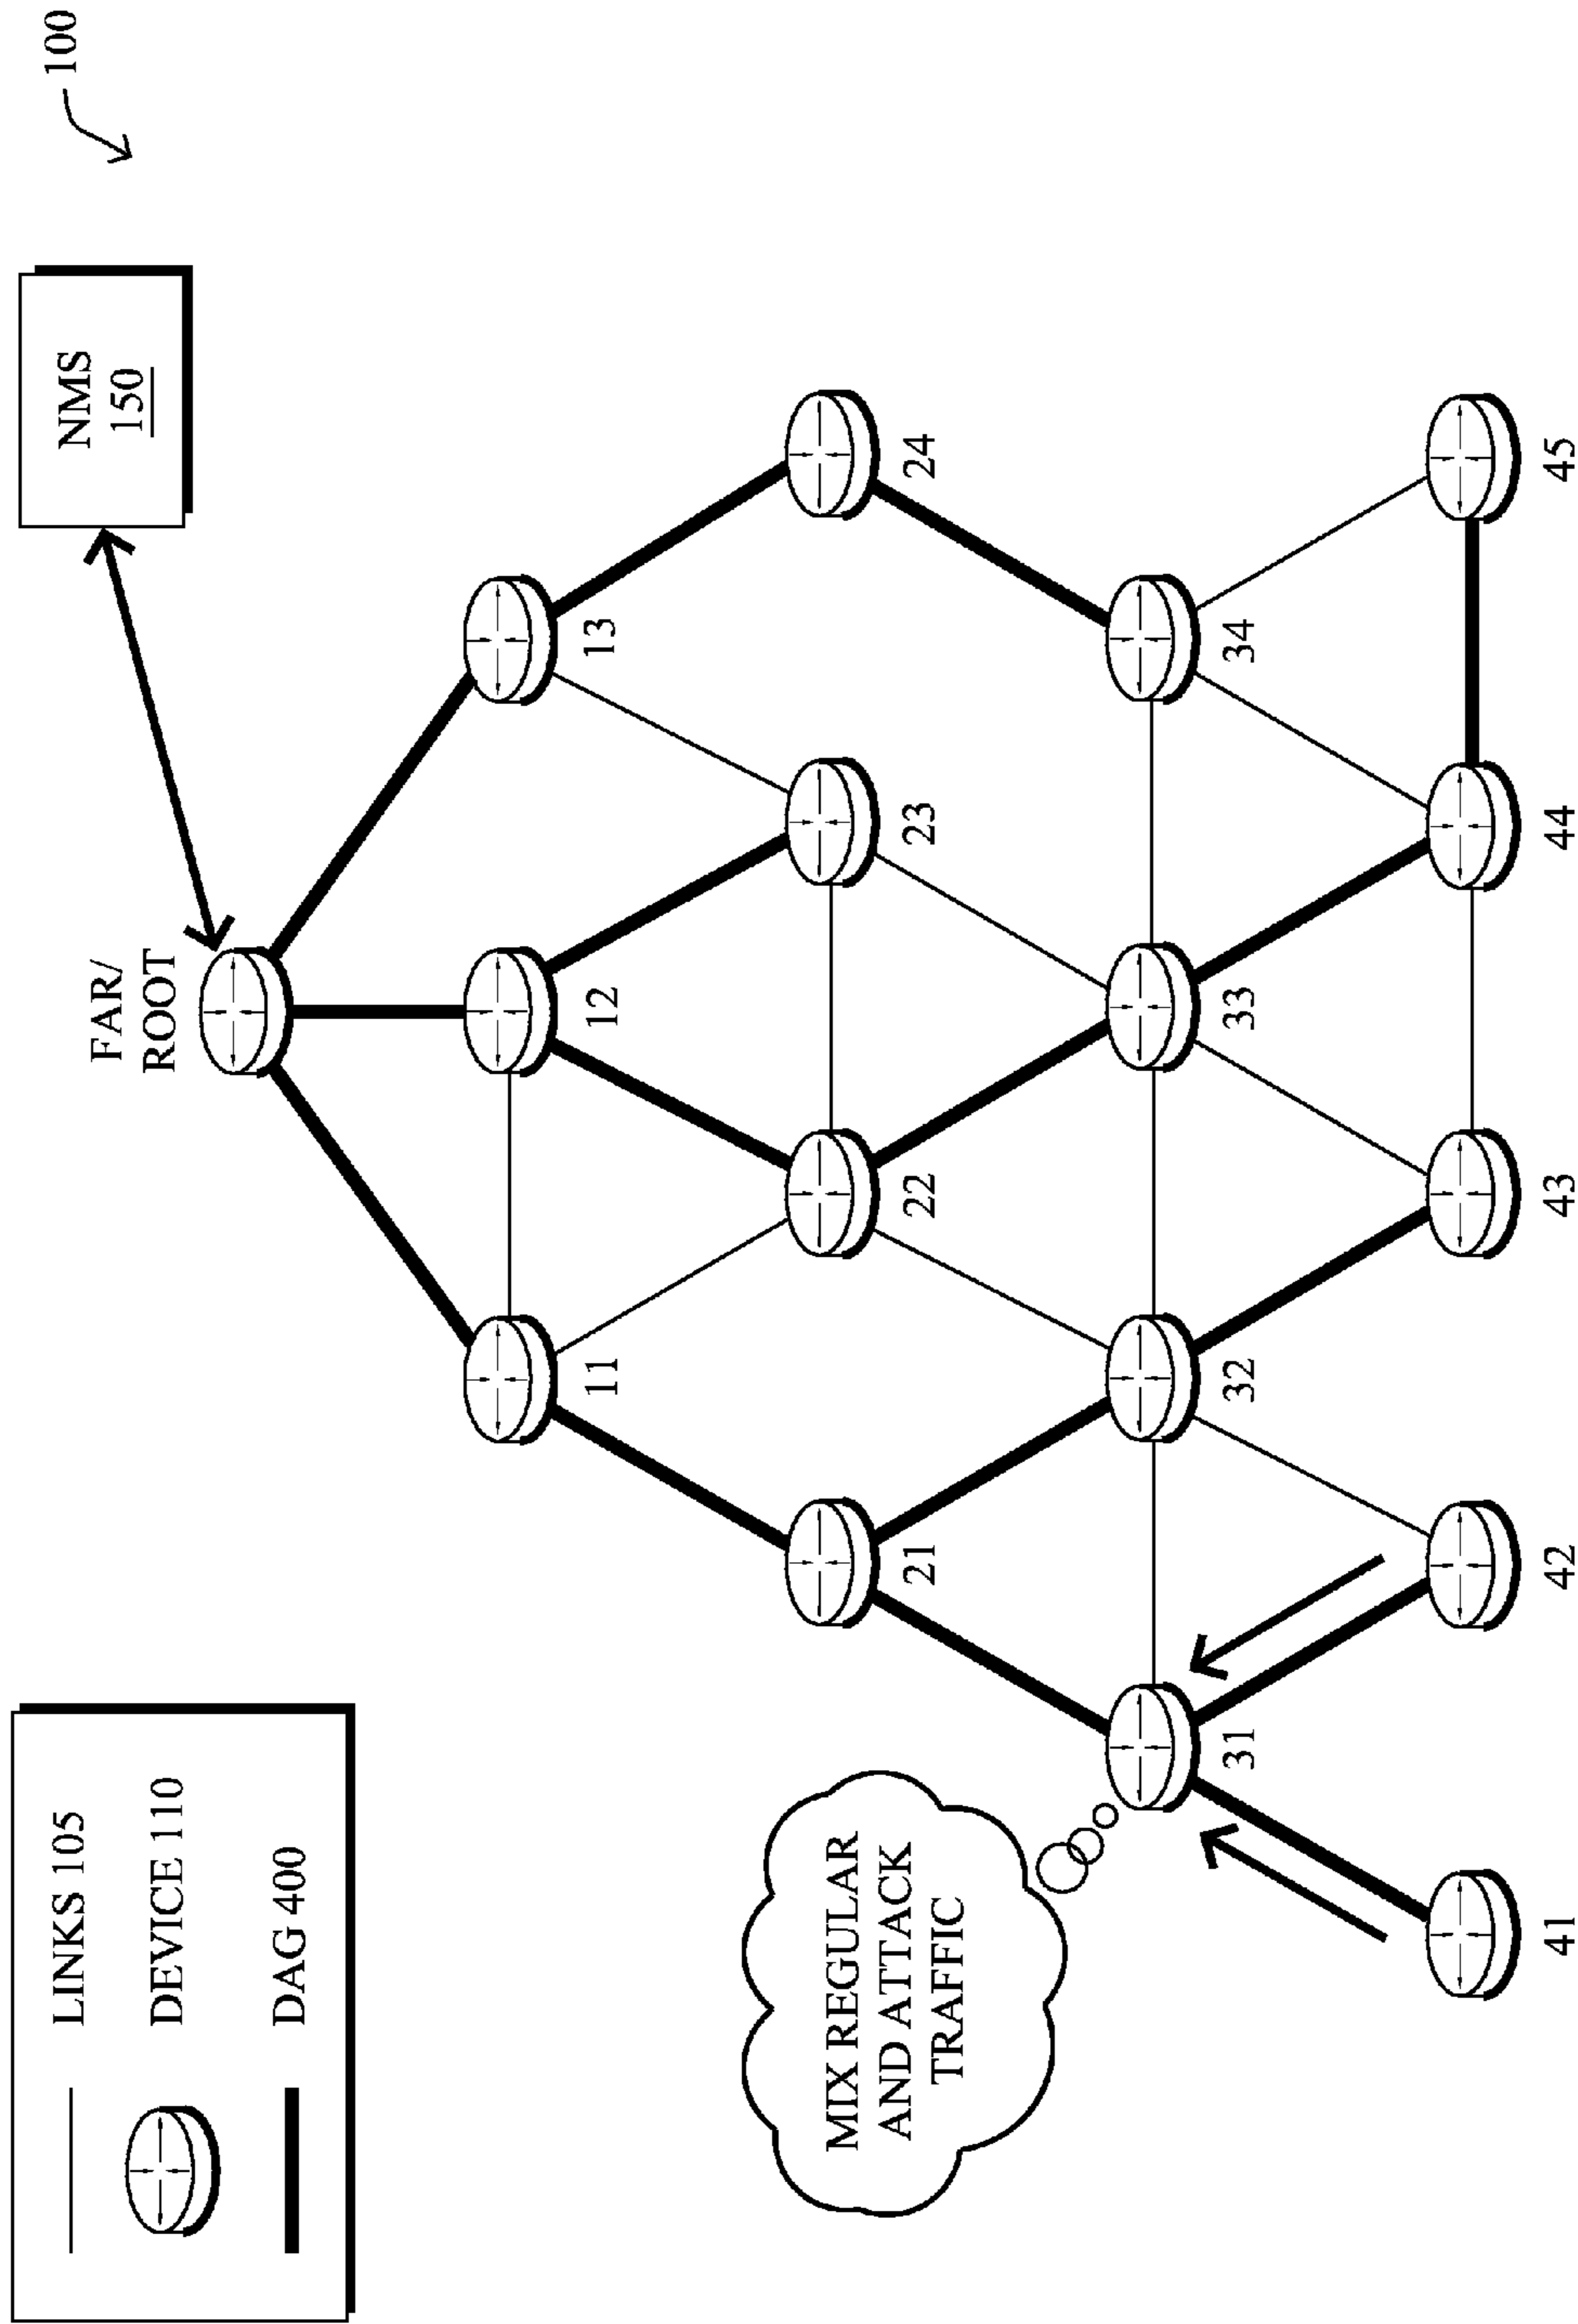 100
NMS
150
FAR/
ROOT
LINKS 105
DEVICE 110
DAG 400
11
12
13
21
22
23
24
MIX REGULAR
AND ATTACK
TRAFFIC
31
32
33
34
41
42
43
44
45